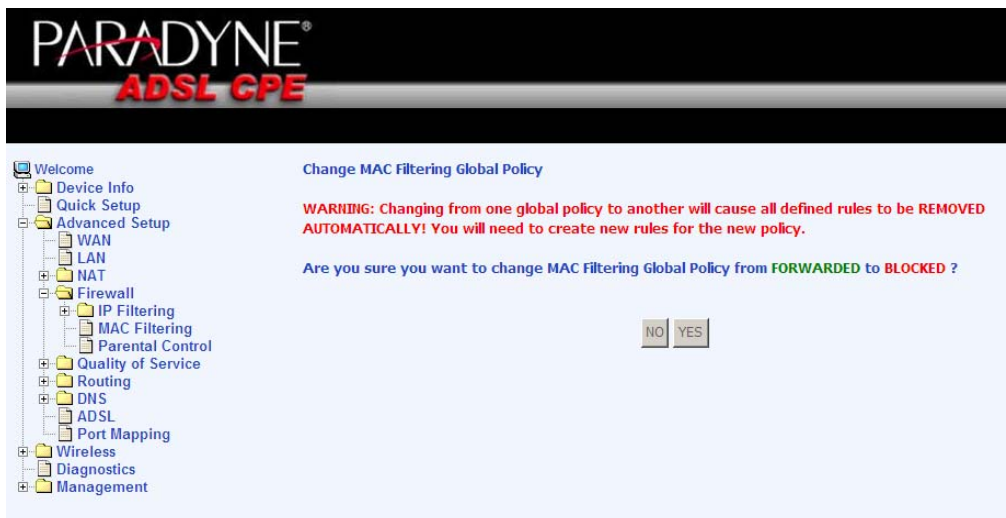 PARADYNE®
ADSL CPE
Welcome
Device Info
Quick Setup
Advanced Setup
WAN
LAN
NAT
Firewall
IP Filtering
MAC Filtering
Parental Control
Quality of Service
Routing
DNS
ADSL
Port Mapping
Wireless
Diagnostics
Management
Change MAC Filtering Global Policy
WARNING: Changing from one global policy to another will cause all defined rules to be REMOVED
AUTOMATICALLY! You will need to create new rules for the new policy.
Are you sure you want to change MAC Filtering Global Policy from FORWARDED to BLOCKED ?
NO YES